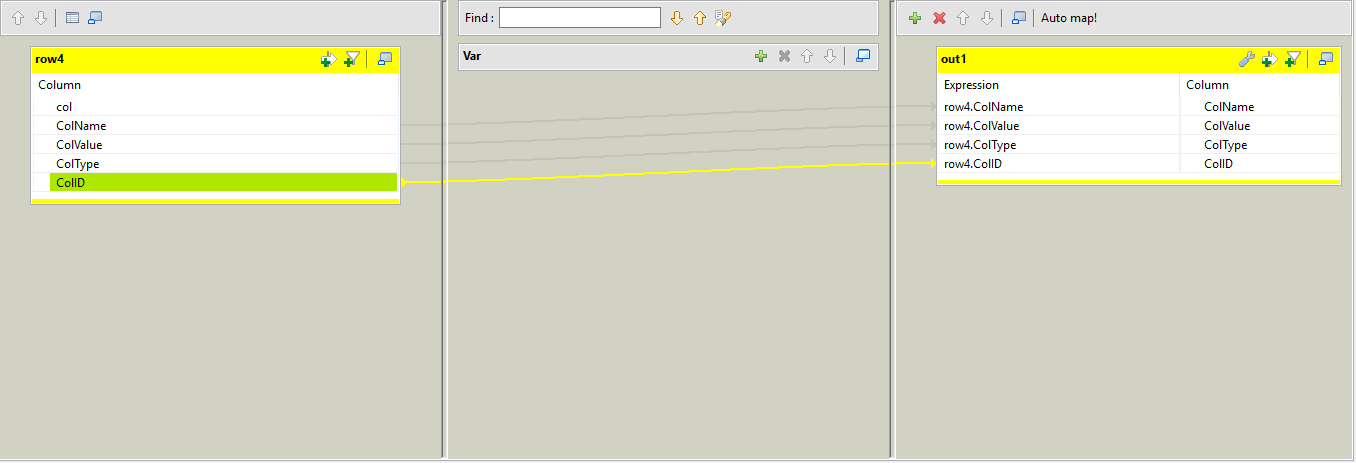 Find :
Auto map!
row4
Column
col
ColName
ColValue
ColType
ColID
Var
out1
Expression Column
row4.ColName ColName
row4.ColValue ColValue
row4.ColType ColType
row4.ColID ColID